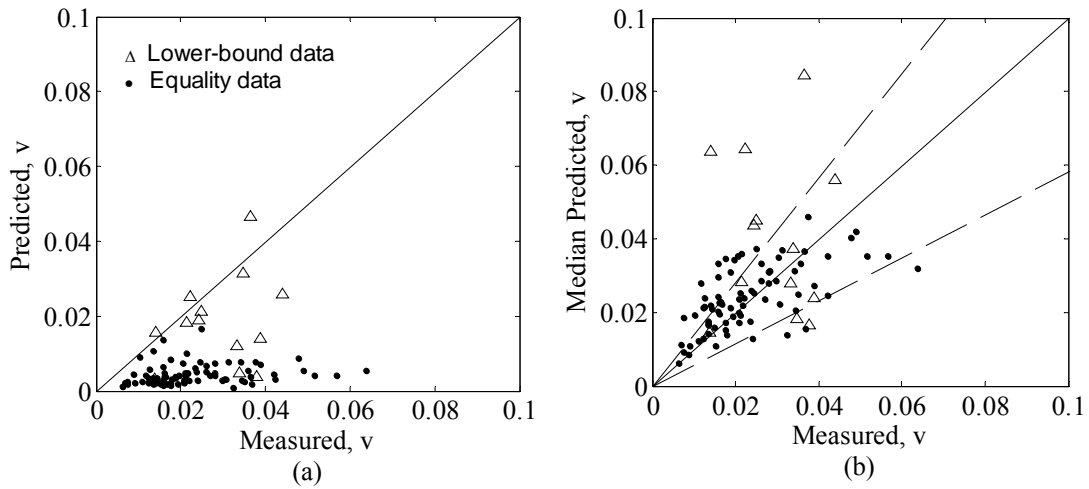 0.1
0.08
0.06
0.04
0.02
0
Predicted, v
Lower-bound data
Equality data
0 0.02 0.04 0.06 0.08 0.1
Measured, v
(a)
0.1
0.08
0.06
0.04
0.02
0
Median Predicted, v
0 0.02 0.04 0.06 0.08 0.1
Measured, v
(b)